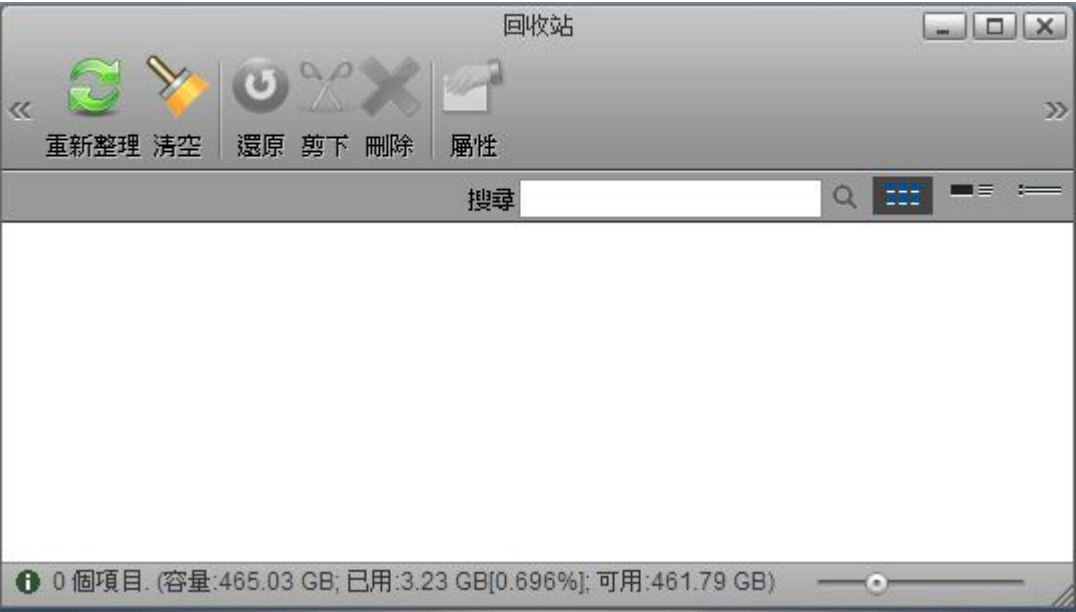 回收站
重新整理 清空 還原 剪下 刪除 屬性
搜尋
0 個項目. (容量:465.03 GB; 已用:3.23 GB[0.696%]; 可用:461.79 GB)